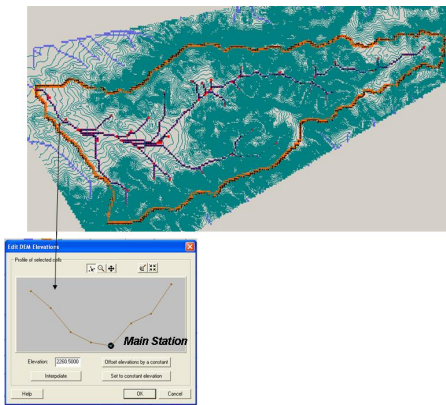 Edit DEM Elevations
Profile of selected cells
Main Station
Elevation: 2260.5000 Offset elevations by a constant
Interpolate Set to constant elevation
Help OK Cancel